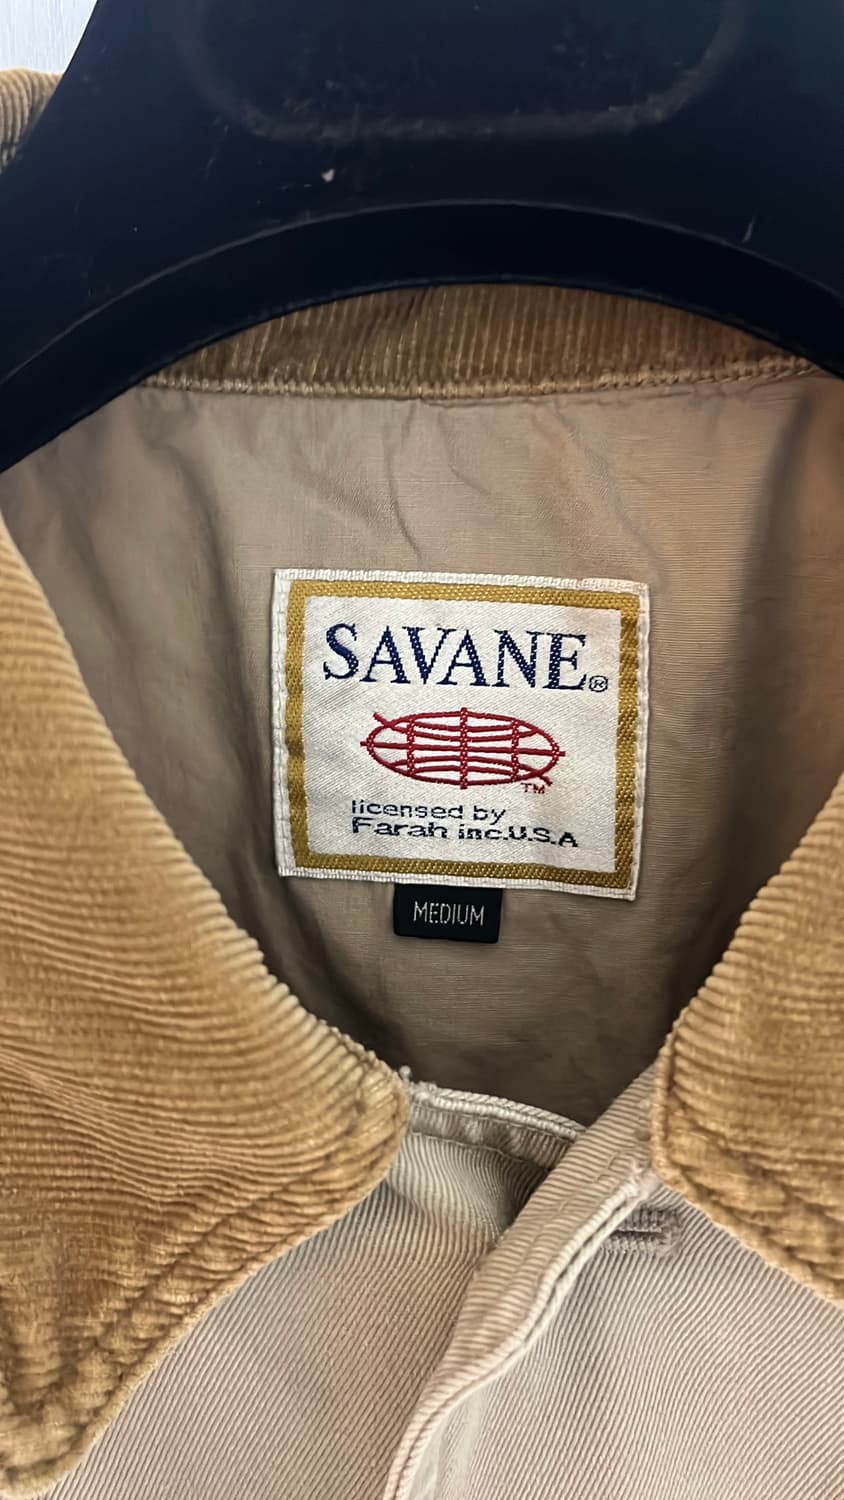 SAVANE®
TM
licensed by
Farah inc.U.S.A
MEDIUM